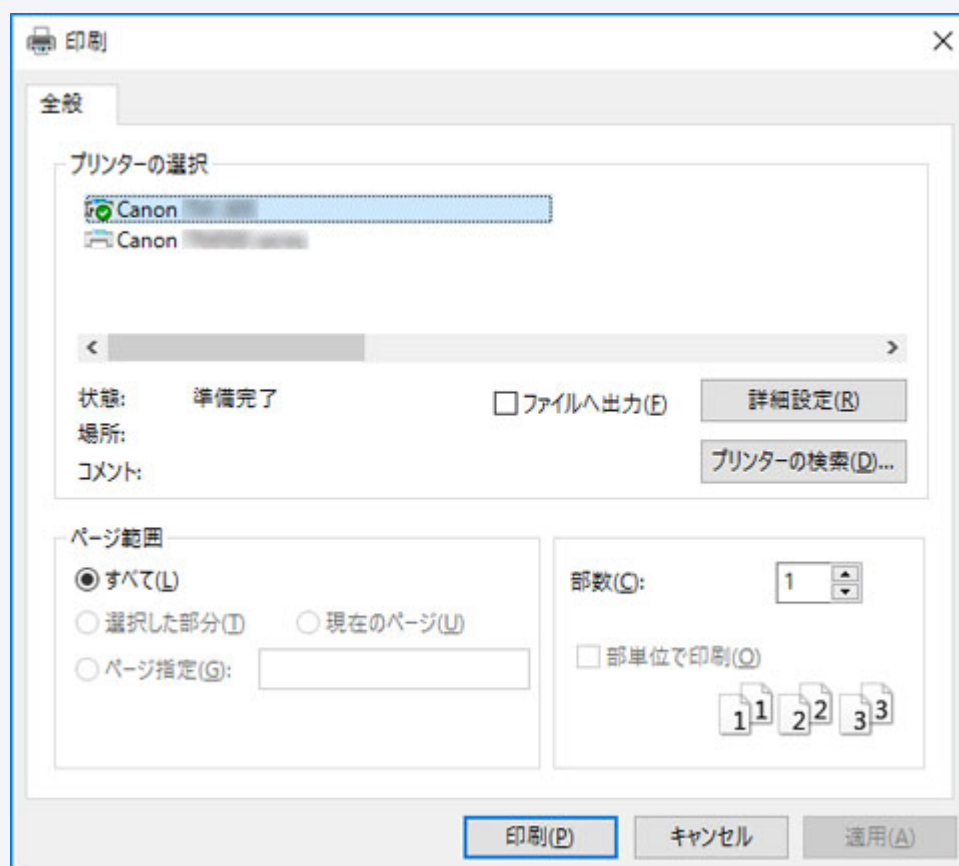 印刷
全般
プリンターの選択
Canon
Canon
状態: 準備完了
ファイルへ出力(F)
詳細設定(R)
場所:
コメント:
プリンターの検索(D)...
ページ範囲
すべて(L)
選択した部分(T) 現在のページ(U)
ページ指定(G):
部数(C): 1
部単位で印刷(O)
1 1 2 2 3 3
印刷(P) キャンセル 適用(A)